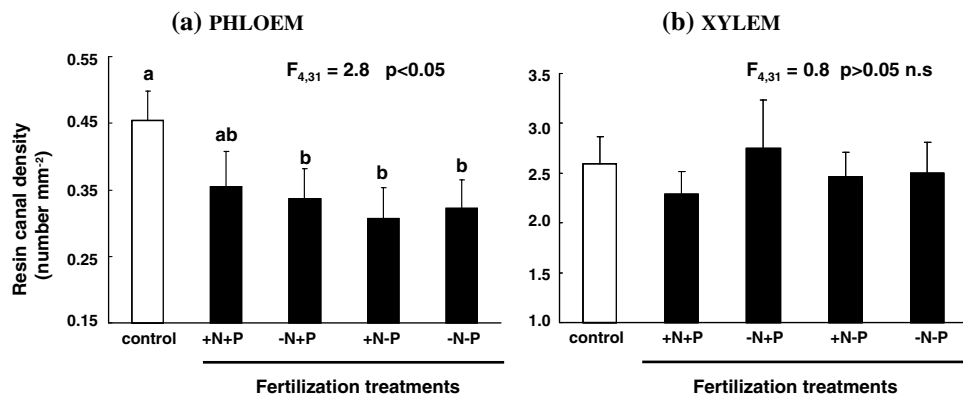 (a) PHLOEM
F4,31 = 2.8 p<0.05
Resin canal density
(number mm-2)
0.55
0.45
0.35
0.25
0.15
a
ab
b
b
b
control
+N+P
-N+P
+N-P
-N-P
Fertilization treatments
(b) XYLEM
F4,31 = 0.8 p>0.05 n.s
3.5
3.0
2.5
2.0
1.5
1.0
control
+N+P
-N+P
+N-P
-N-P
Fertilization treatments